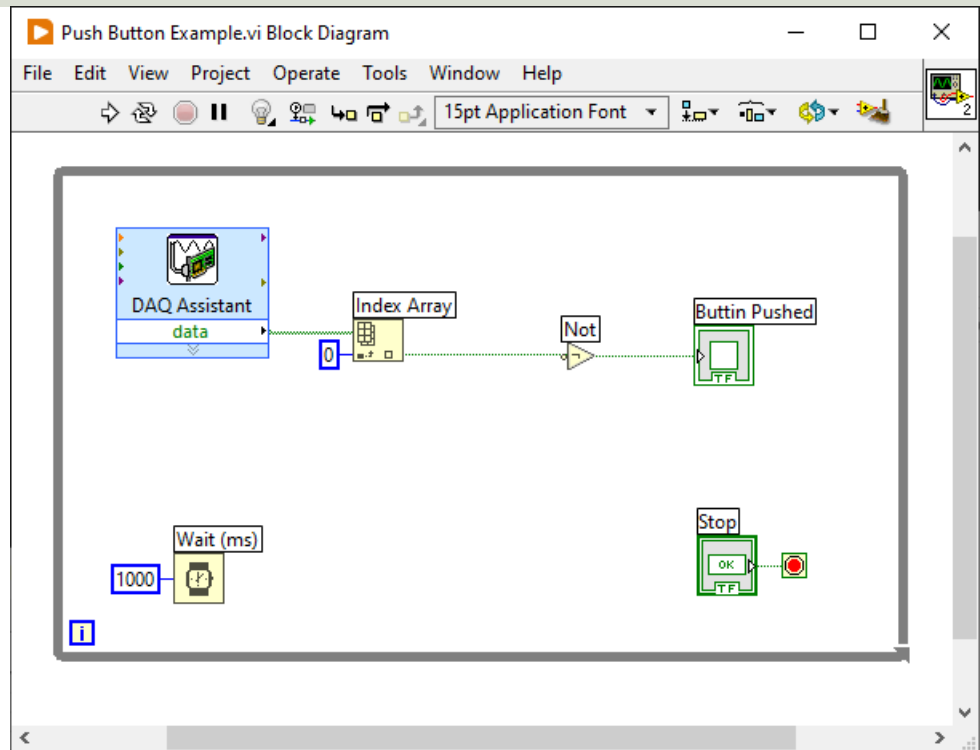 Push Button Example.vi Block Diagram
File Edit View Project Operate Tools Window Help
15pt Application Font
2
DAQ Assistant
data
Index Array
0
Not
Buttin Pushed
TF
Wait (ms)
1000
Stop
OK
TF
i